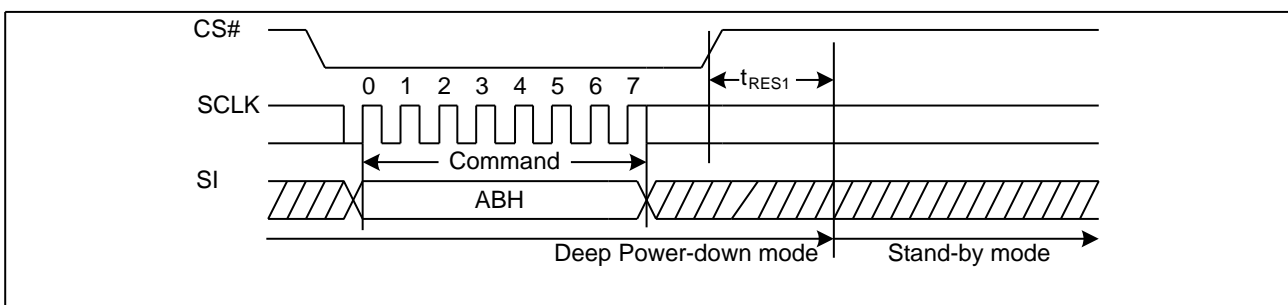 CS#
tRES1
0 1 2 3 4 5 6 7
SCLK
Command
SI
ABH
Deep Power-down mode Stand-by mode